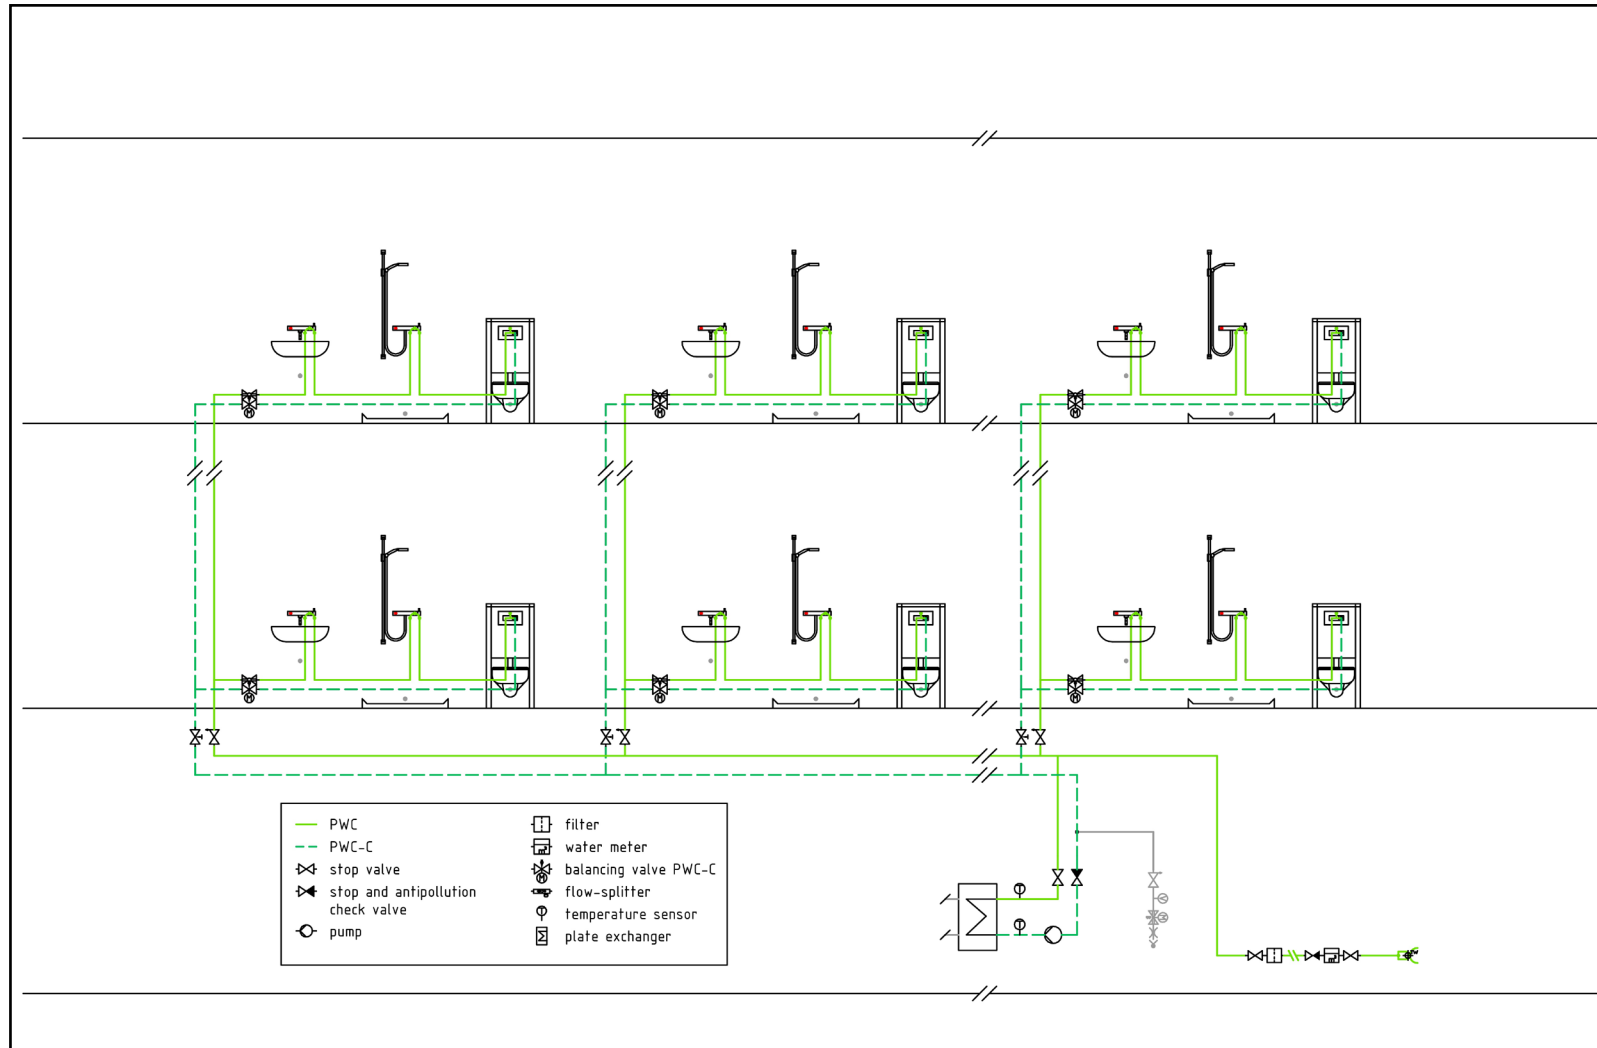 PWC
PWC-C
stop valve
stop and antipollution
check valve
pump
filter
water meter
balancing valve PWC-C
flow-splitter
temperature sensor
plate exchanger